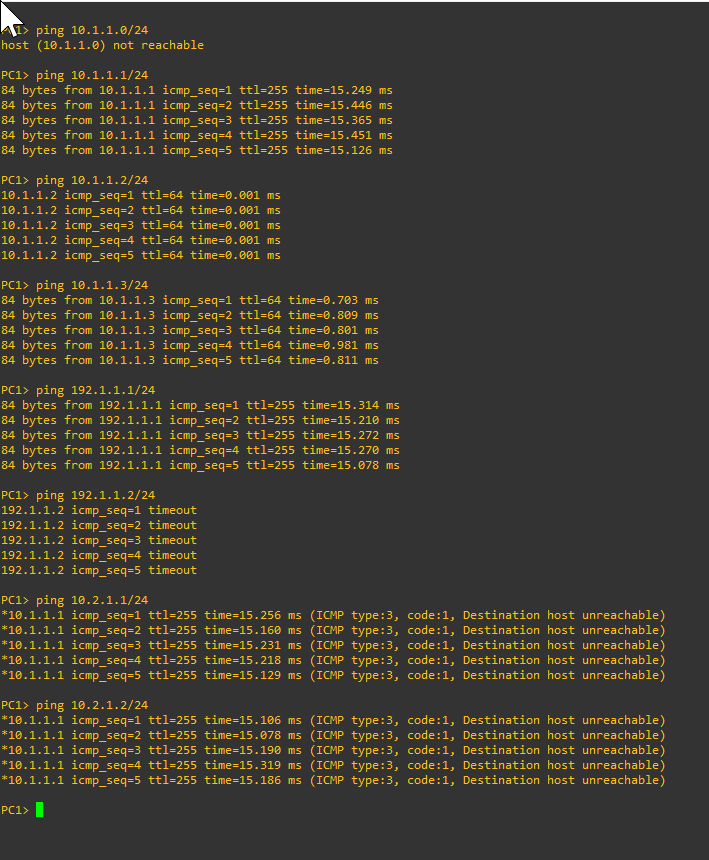 PC1> ping 10.1.1.0/24
host (10.1.1.0) not reachable
PC1> ping 10.1.1.1/24
84 bytes from 10.1.1.1 icmp_seq=1 ttl=255 time=15.249 ms
84 bytes from 10.1.1.1 icmp_seq=2 ttl=255 time=15.446 ms
84 bytes from 10.1.1.1 icmp_seq=3 ttl=255 time=15.365 ms
84 bytes from 10.1.1.1 icmp_seq=4 ttl=255 time=15.451 ms
84 bytes from 10.1.1.1 icmp_seq=5 ttl=255 time=15.126 ms
PC1> ping 10.1.1.2/24
10.1.1.2 icmp_seq=1 ttl=64 time=0.001 ms
10.1.1.2 icmp_seq=2 ttl=64 time=0.001 ms
10.1.1.2 icmp_seq=3 ttl=64 time=0.001 ms
10.1.1.2 icmp_seq=4 ttl=64 time=0.001 ms
10.1.1.2 icmp_seq=5 ttl=64 time=0.001 ms
PC1> ping 10.1.1.3/24
84 bytes from 10.1.1.3 icmp_seq=1 ttl=64 time=0.703 ms
84 bytes from 10.1.1.3 icmp_seq=2 ttl=64 time=0.809 ms
84 bytes from 10.1.1.3 icmp_seq=3 ttl=64 time=0.801 ms
84 bytes from 10.1.1.3 icmp_seq=4 ttl=64 time=0.981 ms
84 bytes from 10.1.1.3 icmp_seq=5 ttl=64 time=0.811 ms
PC1> ping 192.1.1.1/24
84 bytes from 192.1.1.1 icmp_seq=1 ttl=255 time=15.314 ms
84 bytes from 192.1.1.1 icmp_seq=2 ttl=255 time=15.210 ms
84 bytes from 192.1.1.1 icmp_seq=3 ttl=255 time=15.272 ms
84 bytes from 192.1.1.1 icmp_seq=4 ttl=255 time=15.270 ms
84 bytes from 192.1.1.1 icmp_seq=5 ttl=255 time=15.078 ms
PC1> ping 192.1.1.2/24
192.1.1.2 icmp_seq=1 timeout
192.1.1.2 icmp_seq=2 timeout
192.1.1.2 icmp_seq=3 timeout
192.1.1.2 icmp_seq=4 timeout
192.1.1.2 icmp_seq=5 timeout
PC1> ping 10.2.1.1/24
*10.1.1.1 icmp_seq=1 ttl=255 time=15.256 ms (ICMP type:3, code:1, Destination host unreachable)
*10.1.1.1 icmp_seq=2 ttl=255 time=15.160 ms (ICMP type:3, code:1, Destination host unreachable)
*10.1.1.1 icmp_seq=3 ttl=255 time=15.231 ms (ICMP type:3, code:1, Destination host unreachable)
*10.1.1.1 icmp_seq=4 ttl=255 time=15.218 ms (ICMP type:3, code:1, Destination host unreachable)
*10.1.1.1 icmp_seq=5 ttl=255 time=15.129 ms (ICMP type:3, code:1, Destination host unreachable)
PC1> ping 10.2.1.2/24
*10.1.1.1 icmp_seq=1 ttl=255 time=15.106 ms (ICMP type:3, code:1, Destination host unreachable)
*10.1.1.1 icmp_seq=2 ttl=255 time=15.078 ms (ICMP type:3, code:1, Destination host unreachable)
*10.1.1.1 icmp_seq=3 ttl=255 time=15.190 ms (ICMP type:3, code:1, Destination host unreachable)
*10.1.1.1 icmp_seq=4 ttl=255 time=15.319 ms (ICMP type:3, code:1, Destination host unreachable)
*10.1.1.1 icmp_seq=5 ttl=255 time=15.186 ms (ICMP type:3, code:1, Destination host unreachable)
PC1>